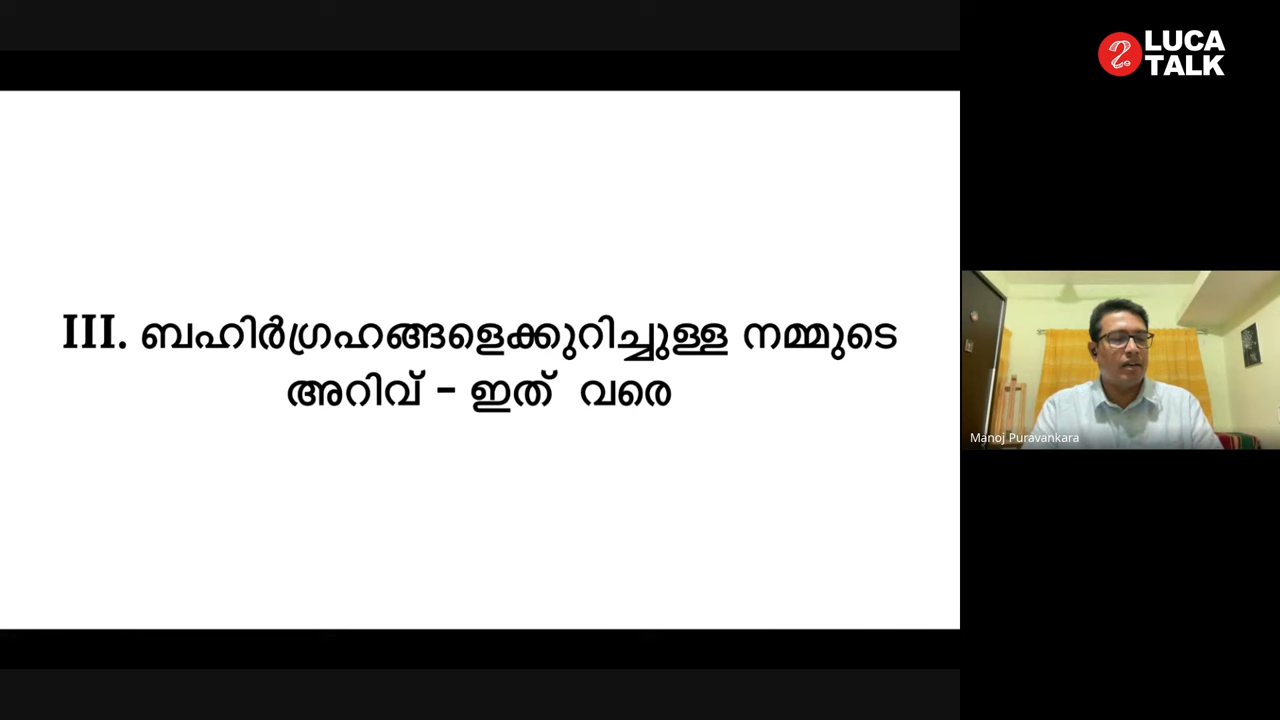 LUCA
TALK
III. ബഹിർഗ്രഹങ്ങളെക്കുറിച്ചുള്ള നമ്മുടെ
അറിവ് - ഇത് വരെ
Manoj Puravankara